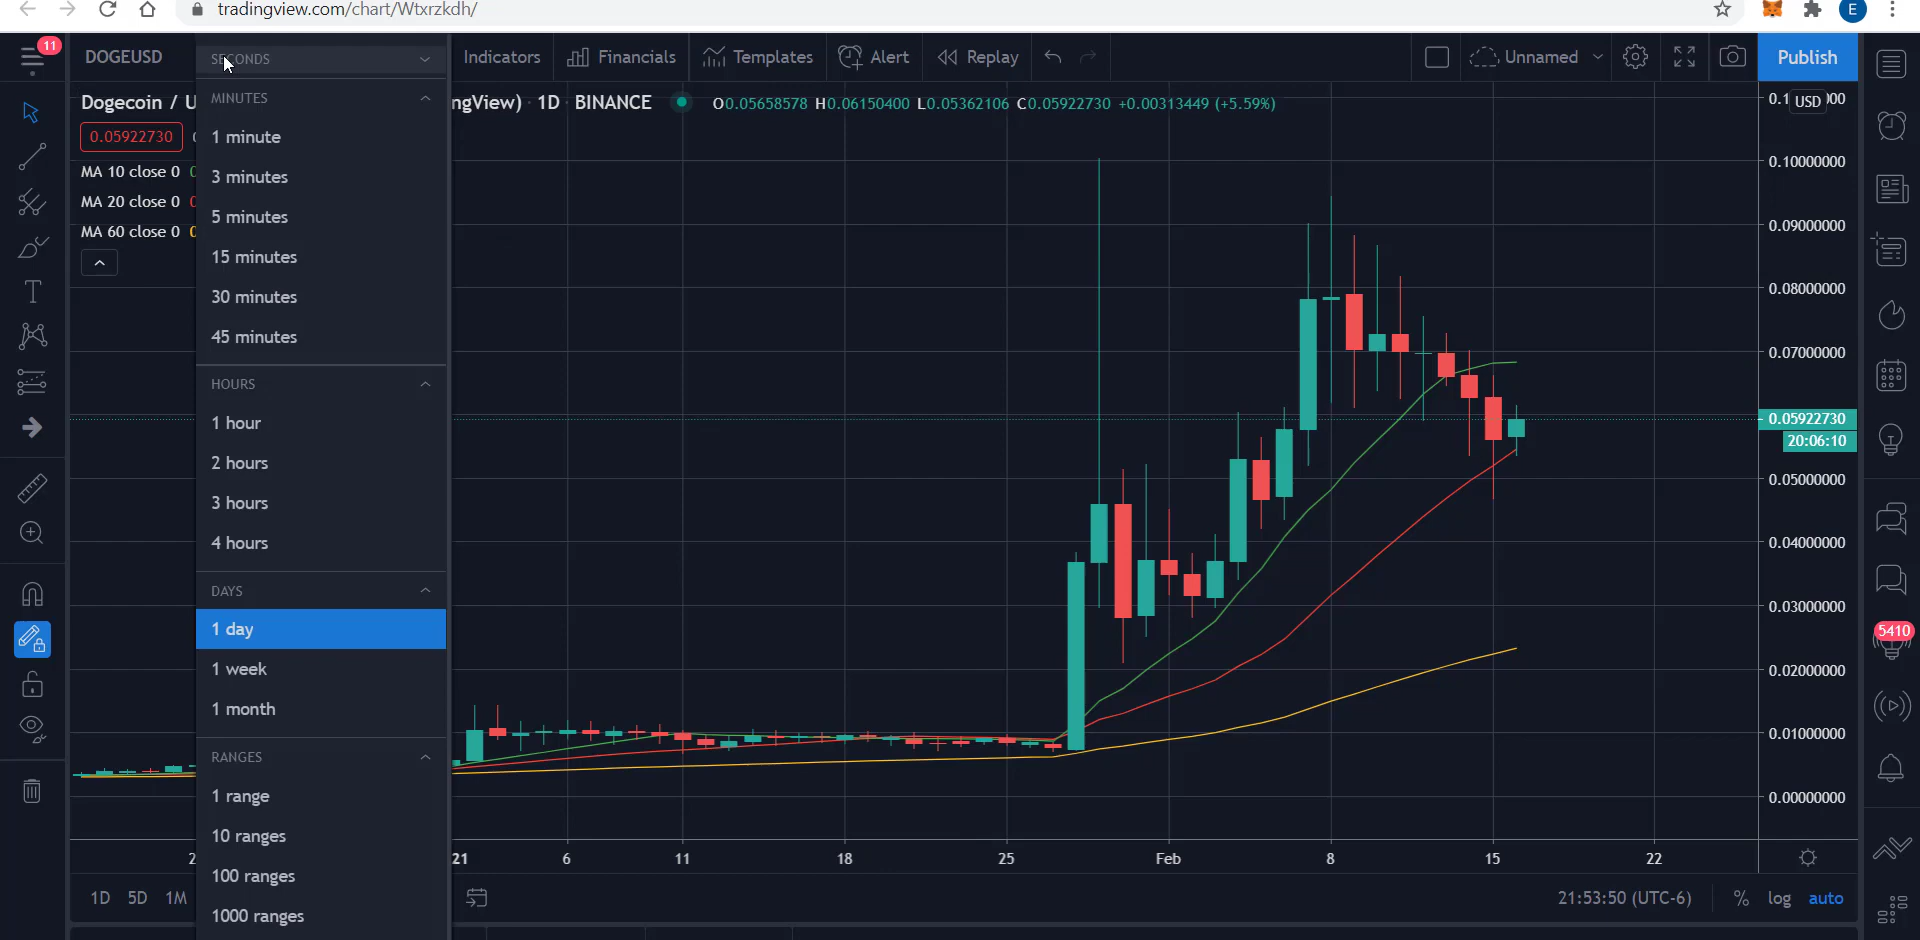 tradingview.com/chart/Wtxrzkdh/
E
11
DOGEUSD
SECONDS
Indicators
Financials
Templates
Alert
Replay
Unnamed
Publish
Dogecoin / U
ngView) · 1D · BINANCE
O0.05658578 H0.06150400 L0.05362106 C0.05922730 +0.00313449 (+5.59%)
USD
0.05922730
MA 10 close 0
MA 20 close 0
MA 60 close 0
MINUTES
1 minute
3 minutes
5 minutes
15 minutes
30 minutes
45 minutes
HOURS
1 hour
2 hours
3 hours
4 hours
DAYS
1 day
1 week
1 month
RANGES
1 range
10 ranges
100 ranges
1000 ranges
0.10000000
0.09000000
0.08000000
0.07000000
0.05922730
20:06:10
0.05000000
0.04000000
0.03000000
0.02000000
0.01000000
0.00000000
5410
21
6
11
18
25
Feb
8
15
22
1D
5D
1M
21:53:50 (UTC-6)
%
log
auto